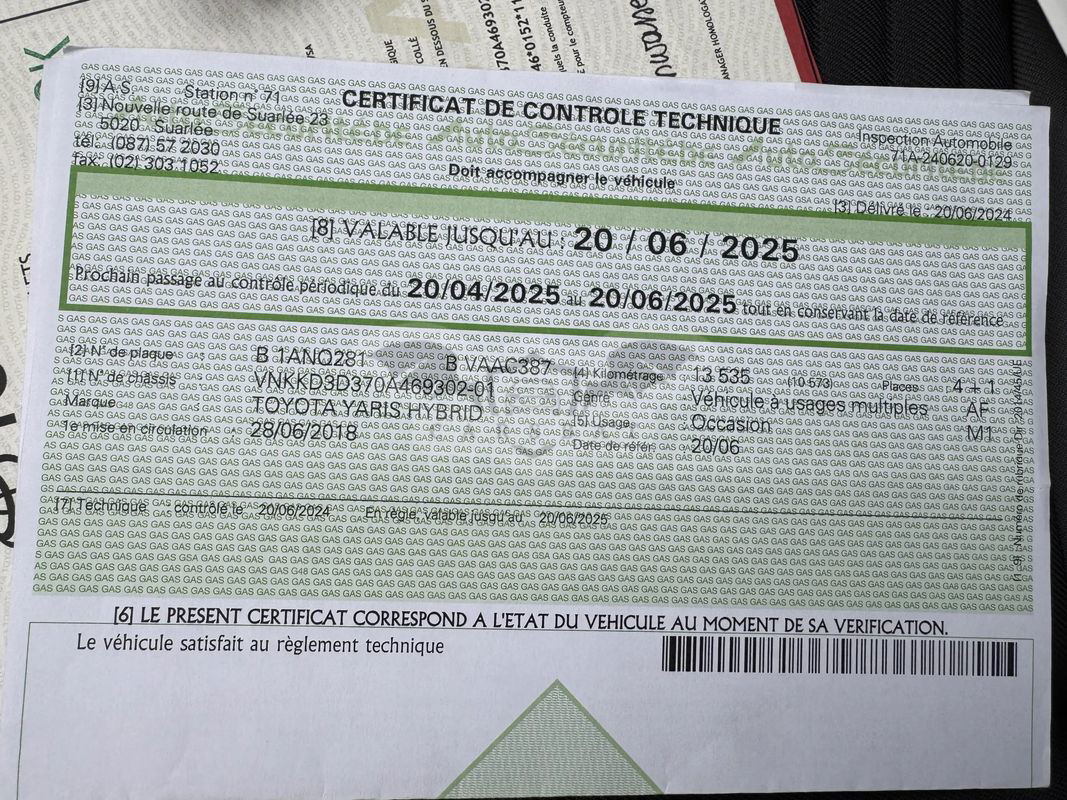 [9] A.S. Station n° 71
[3] Nouvelle route de Suarlée 23
5020 - Suarlée
tél. (087) 57 2030
fax. (02) 303 1052
CERTIFICAT DE CONTROLE TECHNIQUE
Doit accompagner le véhicule
Inspection Automobile
71A-240620-0129
[3] Délivré le : 20/06/2024
[8] VALABLE JUSQU'AU : 20 / 06 / 2025
Prochain passage au contrôle périodique du 20/04/2025 au 20/06/2025 tout en conservant la date de référence
[2] N° de plaque : B 1ANQ281 B VAAC387 [4] Kilométrage 13 535 (10 573) Places 4 + 1
[1] N° de chassis : VNKKD3D370A469302-01 Genre : Véhicule à usages multiples AF
Marque : TOYOTA YARIS HYBRID [5] Usage : Occasion M1
1e mise en circulation : 28/06/2018 Date de référ. : 20/06
[7] Technique : contrôlé le 20/06/2024 En règle, valable jusqu'au 20/06/2025
[6] LE PRESENT CERTIFICAT CORRESPOND A L'ETAT DU VEHICULE AU MOMENT DE SA VERIFICATION.
Le véhicule satisfait au règlement technique
MANAGER HOMOLOGA